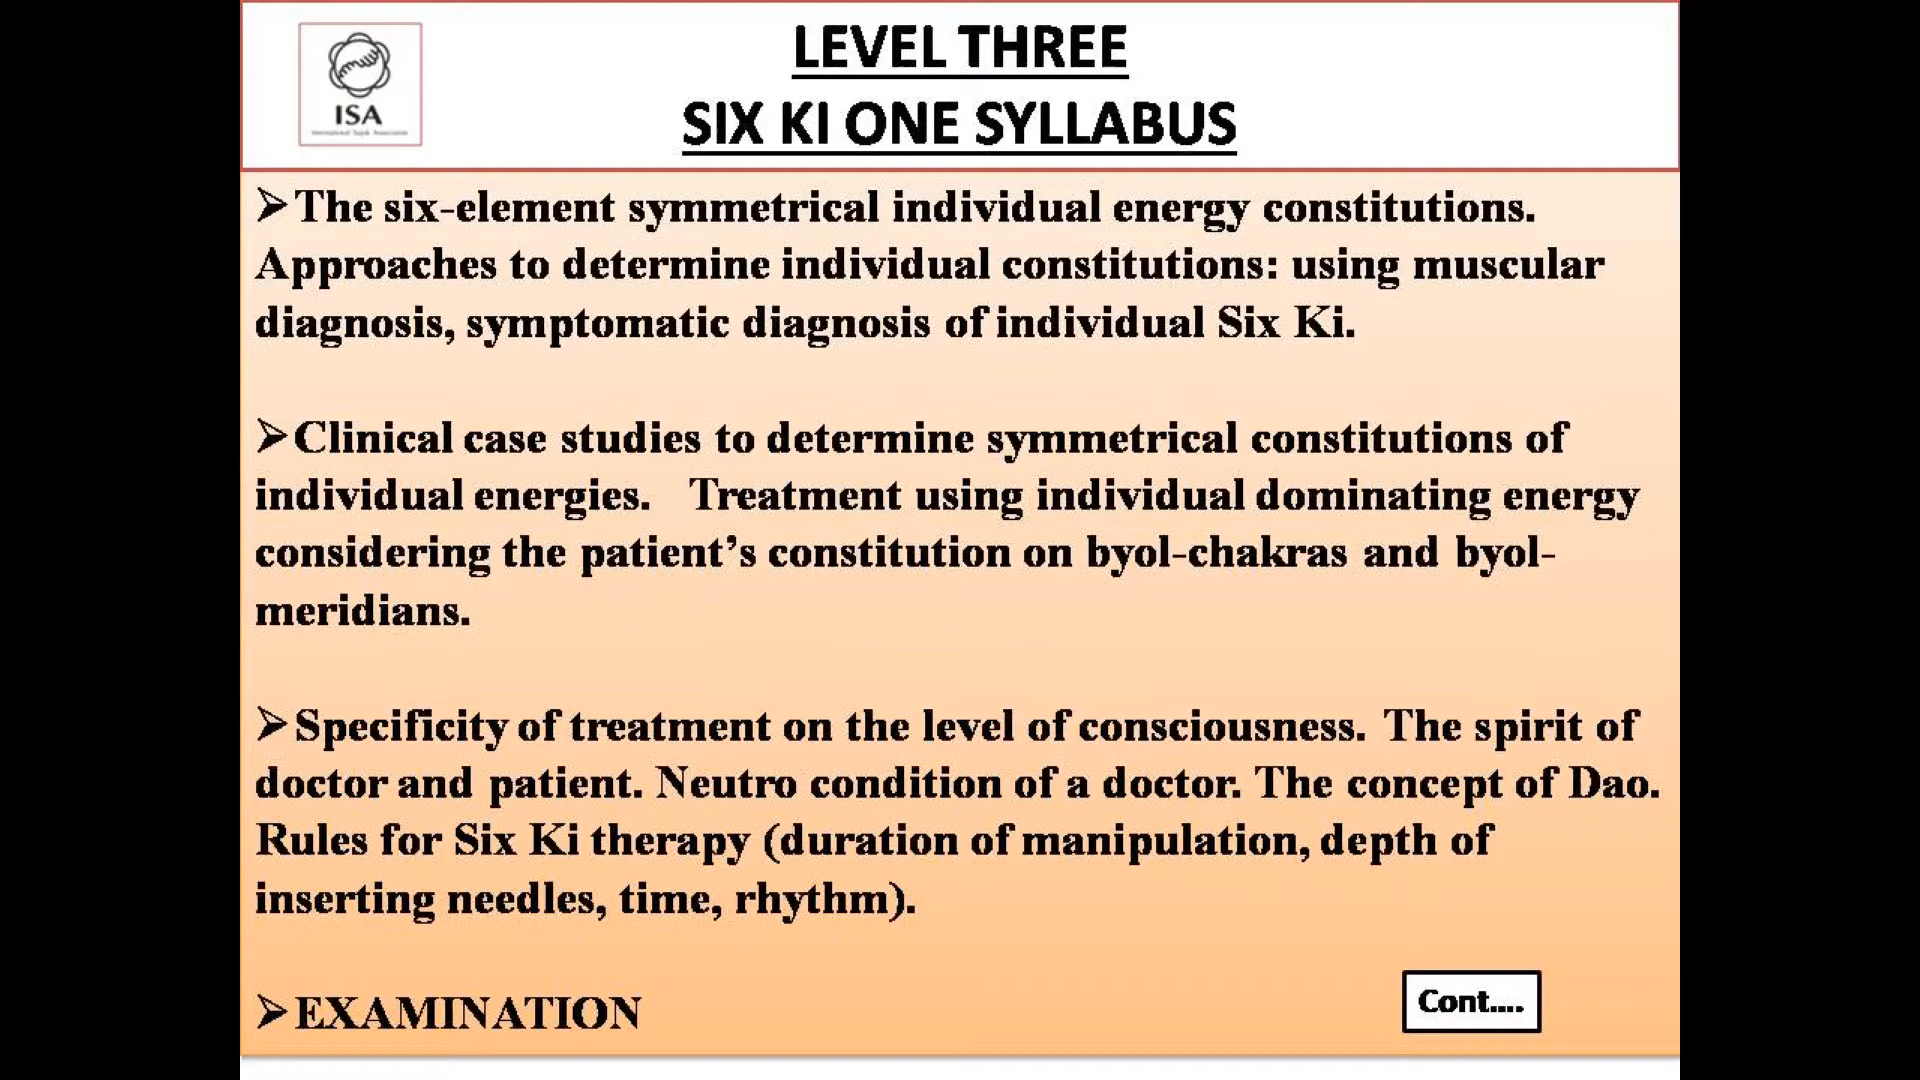 ISA
International Sujok Association
LEVEL THREE
SIX KI ONE SYLLABUS
➢The six-element symmetrical individual energy constitutions.
Approaches to determine individual constitutions: using muscular
diagnosis, symptomatic diagnosis of individual Six Ki.
➢Clinical case studies to determine symmetrical constitutions of
individual energies. Treatment using individual dominating energy
considering the patient’s constitution on byol-chakras and byol-
meridians.
➢Specificity of treatment on the level of consciousness. The spirit of
doctor and patient. Neutro condition of a doctor. The concept of Dao.
Rules for Six Ki therapy (duration of manipulation, depth of
inserting needles, time, rhythm).
➢EXAMINATION
Cont....